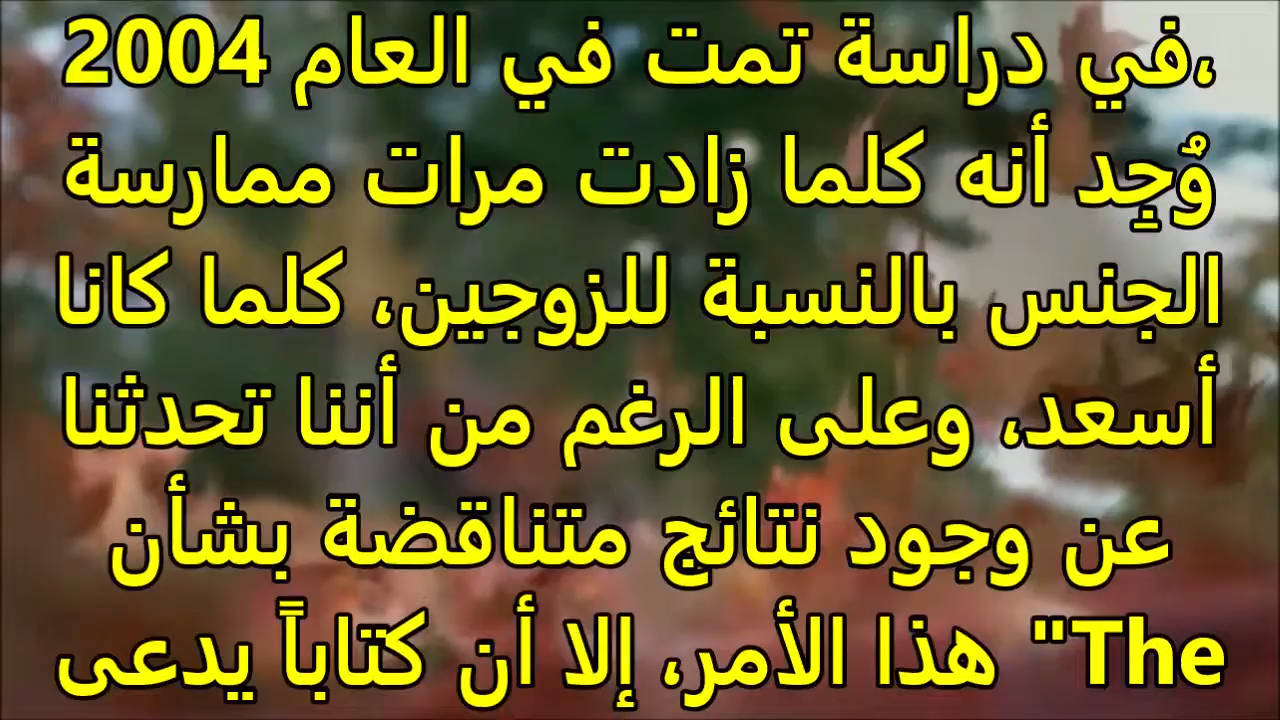 في دراسة تمت في العام 2004،
وُجِد أنه كلما زادت مرات ممارسة
الجنس بالنسبة للزوجين، كلما كانا
أسعد، وعلى الرغم من أننا تحدثنا
عن وجود نتائج متناقضة بشأن
هذا الأمر، إلا أن كتاباً يدعى "The